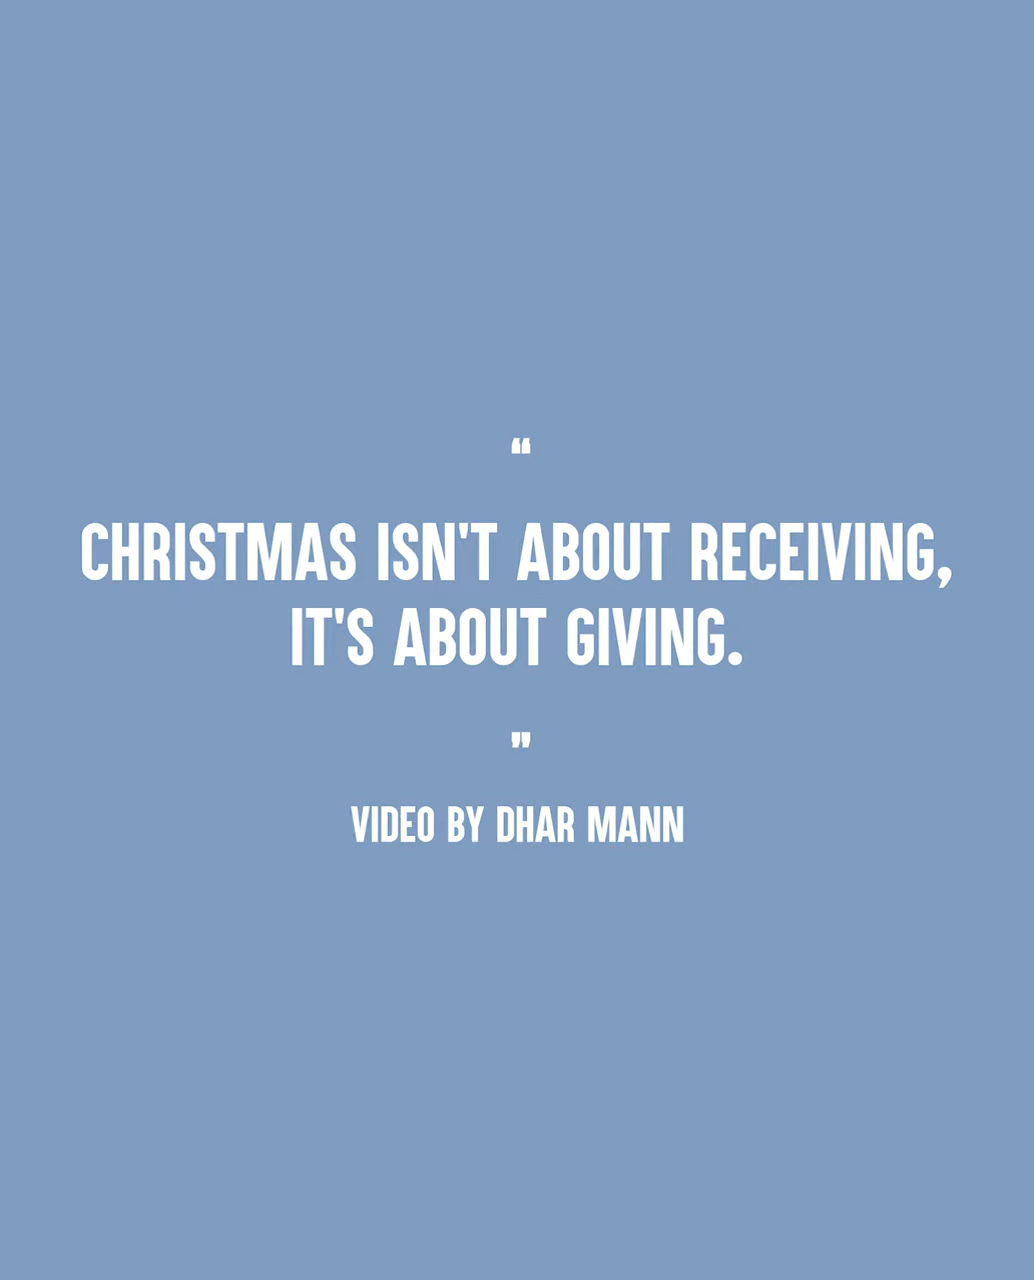 ❝
CHRISTMAS ISN'T ABOUT RECEIVING,
IT'S ABOUT GIVING.
❞
VIDEO BY DHAR MANN